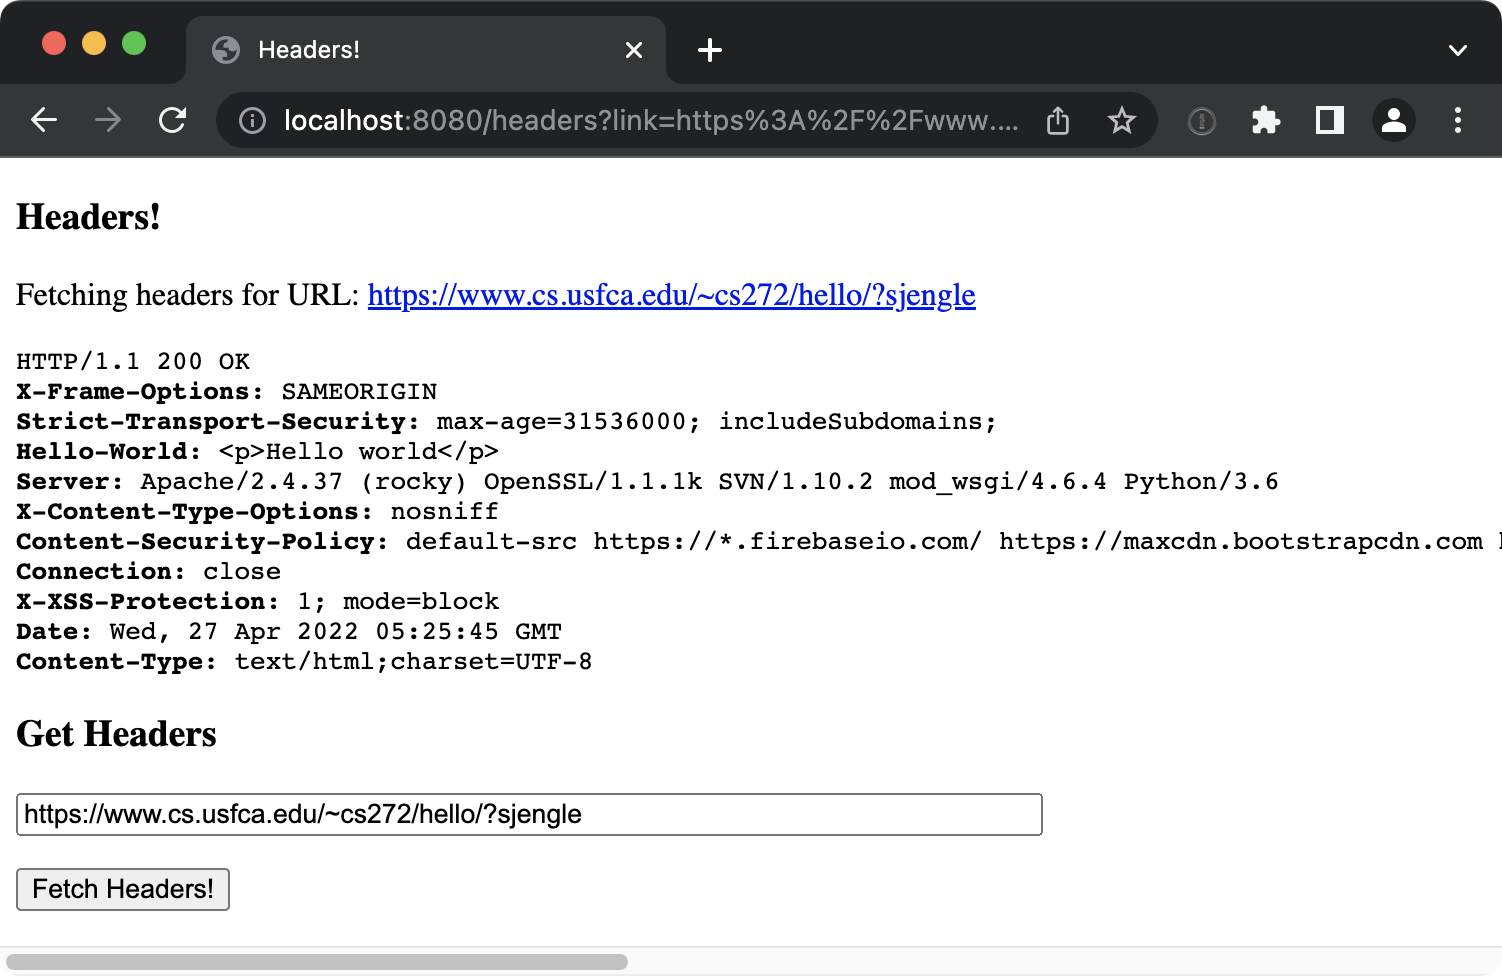 Headers!
localhost:8080/headers?link=https%3A%2F%2Fwww....
Headers!
Fetching headers for URL: https://www.cs.usfca.edu/~cs272/hello/?sjengle
HTTP/1.1 200 OK
X-Frame-Options: SAMEORIGIN
Strict-Transport-Security: max-age=31536000; includeSubdomains;
Hello-World: <p>Hello world</p>
Server: Apache/2.4.37 (rocky) OpenSSL/1.1.1k SVN/1.10.2 mod_wsgi/4.6.4 Python/3.6
X-Content-Type-Options: nosniff
Content-Security-Policy: default-src https://*.firebaseio.com/ https://maxcdn.bootstrapcdn.com
Connection: close
X-XSS-Protection: 1; mode=block
Date: Wed, 27 Apr 2022 05:25:45 GMT
Content-Type: text/html;charset=UTF-8
Get Headers
https://www.cs.usfca.edu/~cs272/hello/?sjengle
Fetch Headers!